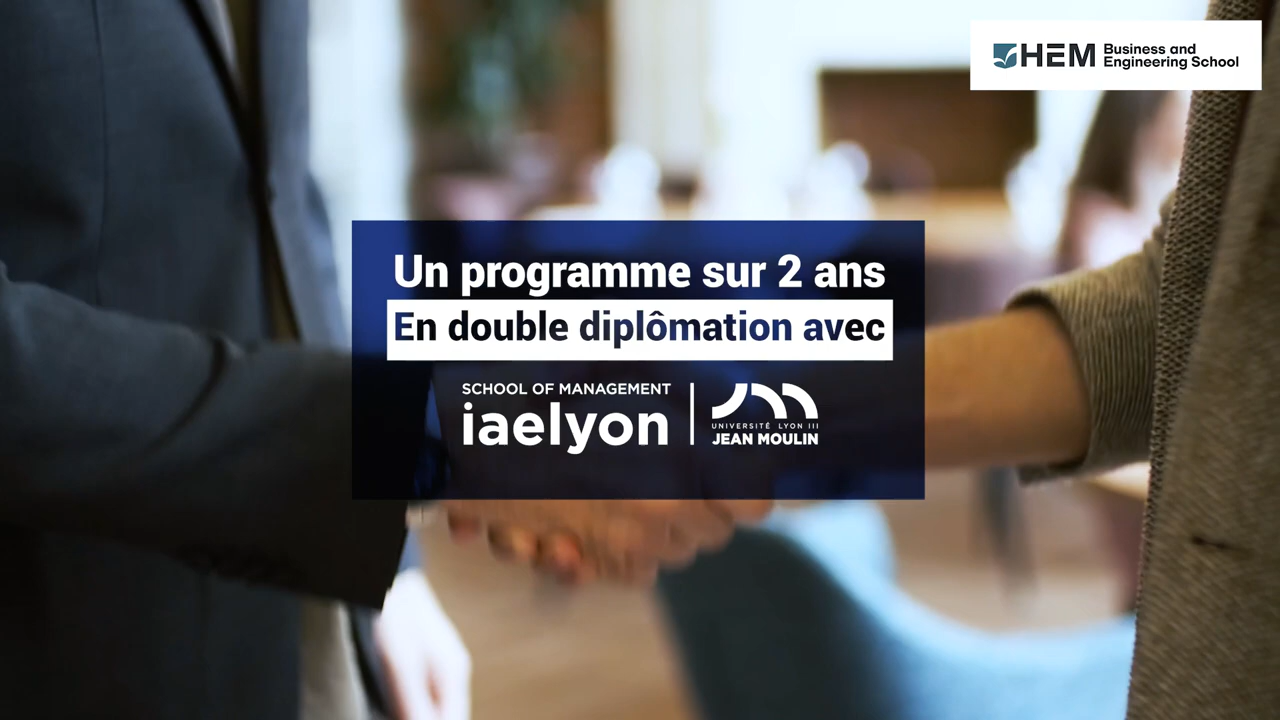 HEM Business and
Engineering School
Un programme sur 2 ans
En double diplômation avec
SCHOOL OF MANAGEMENT
iaelyon
UNIVERSITÉ LYON III
JEAN MOULIN